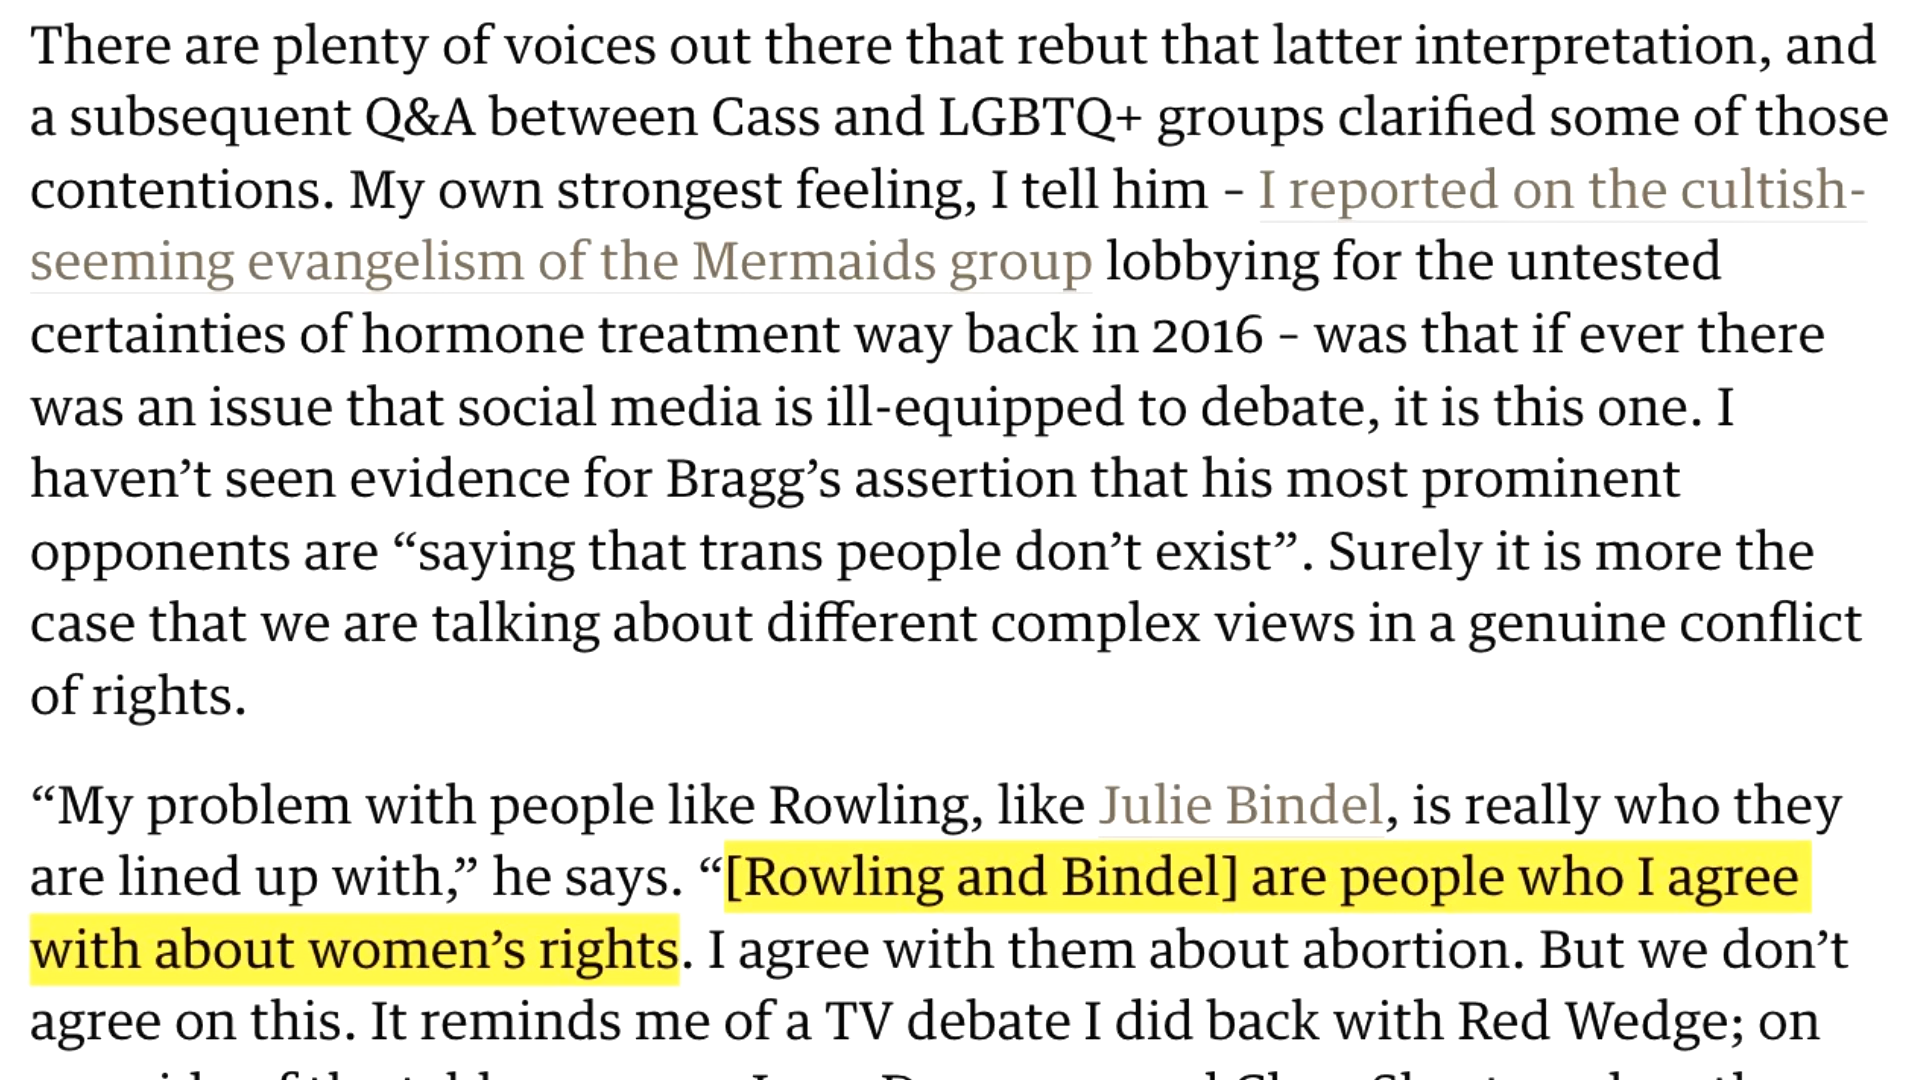 There are plenty of voices out there that rebut that latter interpretation, and
a subsequent Q&A between Cass and LGBTQ+ groups clarified some of those
contentions. My own strongest feeling, I tell him – I reported on the cultish-
seeming evangelism of the Mermaids group lobbying for the untested
certainties of hormone treatment way back in 2016 – was that if ever there
was an issue that social media is ill-equipped to debate, it is this one. I
haven’t seen evidence for Bragg’s assertion that his most prominent
opponents are “saying that trans people don’t exist”. Surely it is more the
case that we are talking about different complex views in a genuine conflict
of rights.
“My problem with people like Rowling, like Julie Bindel, is really who they
are lined up with,” he says. “[Rowling and Bindel] are people who I agree
with about women’s rights. I agree with them about abortion. But we don’t
agree on this. It reminds me of a TV debate I did back with Red Wedge; on